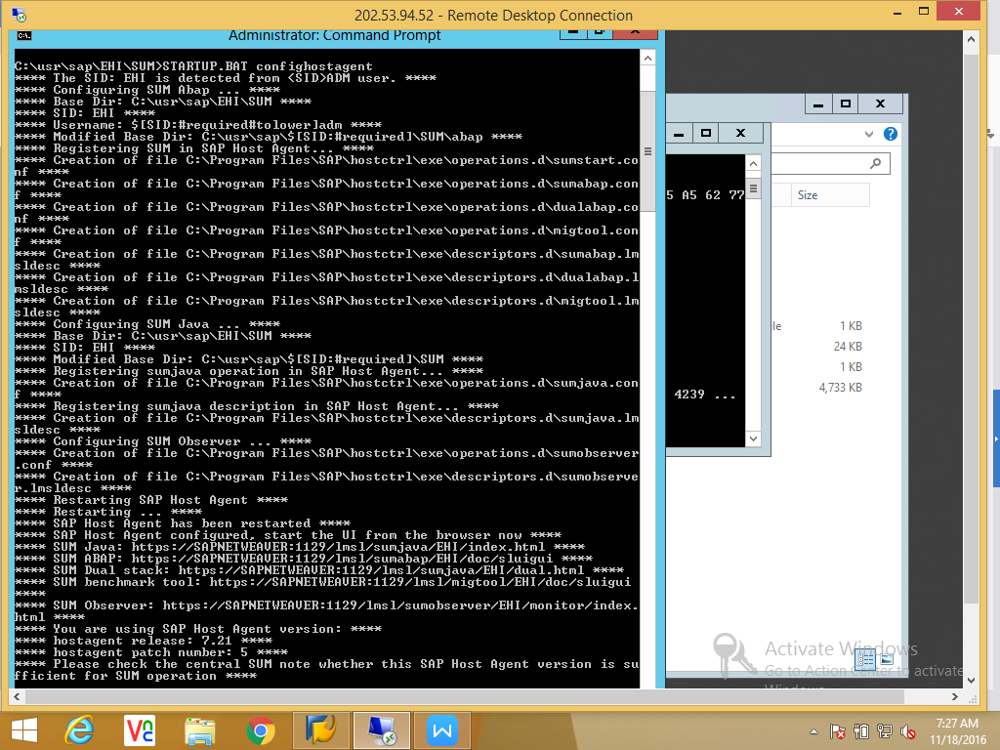 202.53.94.52 - Remote Desktop Connection
Administrator: Command Prompt
C:\usr\sap\EHI\SUM>STARTUP.BAT confighostagent
**** The SID: EHI is detected from <SID>ADM user. ****
**** Configuring SUM Abap ... ****
**** Base Dir: C:\usr\sap\EHI\SUM ****
**** SID: EHI ****
**** Username: $[SID:#required#tolower]adm ****
**** Modified Base Dir: C:\usr\sap\$[SID:#required]\SUM\abap ****
**** Registering SUM in SAP Host Agent... ****
**** Creation of file C:\Program Files\SAP\hostctrl\exe\operations.d\sumstart.co
nf ****
**** Creation of file C:\Program Files\SAP\hostctrl\exe\operations.d\sumabap.con
f ****
**** Creation of file C:\Program Files\SAP\hostctrl\exe\operations.d\dualabap.co
nf ****
**** Creation of file C:\Program Files\SAP\hostctrl\exe\operations.d\migtool.con
f ****
**** Creation of file C:\Program Files\SAP\hostctrl\exe\descriptors.d\sumabap.lm
sldesc ****
**** Creation of file C:\Program Files\SAP\hostctrl\exe\descriptors.d\dualabap.l
msldesc ****
**** Creation of file C:\Program Files\SAP\hostctrl\exe\descriptors.d\migtool.lm
sldesc ****
**** Configuring SUM Java ... ****
**** Base Dir: C:\usr\sap\EHI\SUM ****
**** SID: EHI ****
**** Modified Base Dir: C:\usr\sap\$[SID:#required]\SUM ****
**** Registering sumjava operation in SAP Host Agent... ****
**** Creation of file C:\Program Files\SAP\hostctrl\exe\operations.d\sumjava.con
f ****
**** Registering sumjava description in SAP Host Agent... ****
**** Creation of file C:\Program Files\SAP\hostctrl\exe\descriptors.d\sumjava.lm
sldesc ****
**** Configuring SUM Observer ... ****
**** Creation of file C:\Program Files\SAP\hostctrl\exe\operations.d\sumobserver
.conf ****
**** Creation of file C:\Program Files\SAP\hostctrl\exe\descriptors.d\sumobserve
r.lmsldesc ****
**** Restarting SAP Host Agent ****
**** Restarting ... ****
**** SAP Host Agent has been restarted ****
**** SAP Host Agent configured, start the UI from the browser now ****
**** SUM Java: https://SAPNETWEAVER:1129/lmsl/sumjava/EHI/index.html ****
**** SUM ABAP: https://SAPNETWEAVER:1129/lmsl/sumabap/EHI/doc/sluigui ****
**** SUM Dual stack: https://SAPNETWEAVER:1129/lmsl/sumjava/EHI/dual.html ****
**** SUM benchmark tool: https://SAPNETWEAVER:1129/lmsl/migtool/EHI/doc/sluigui
****
**** SUM Observer: https://SAPNETWEAVER:1129/lmsl/sumobserver/EHI/monitor/index.
html ****
**** You are using SAP Host Agent version: ****
**** hostagent release: 7.21 ****
**** hostagent patch number: 5 ****
**** Please check the central SUM note whether this SAP Host Agent version is su
fficient for SUM operation ****
5 A5 62 77
4239 ...
Size
le 1 KB
24 KB
1 KB
4,733 KB
Activate Windows
Go to Action Center to activate
Windows
7:27 AM
11/18/2016